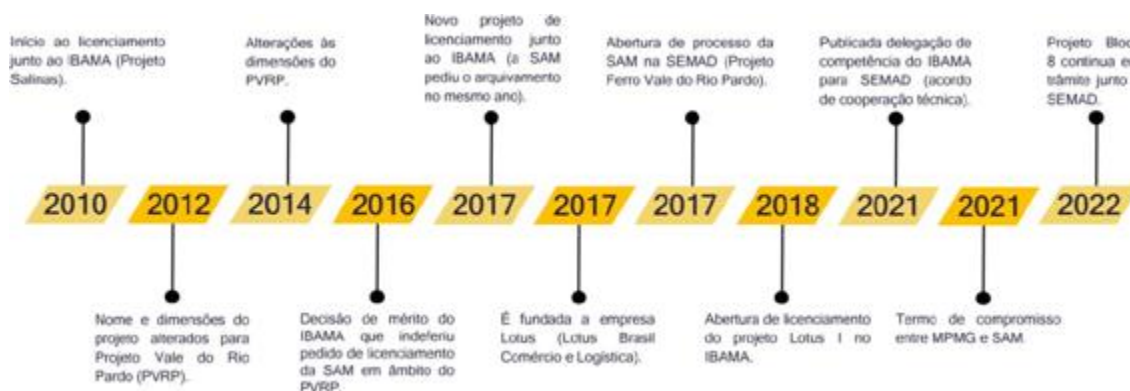 Início ao licenciamento
junto ao IBAMA (Projeto
Salinas).
Alterações às
dimensões do
PVRP.
Novo projeto de
licenciamento junto
ao IBAMA (a SAM
pediu o arquivamento
no mesmo ano).
Abertura de processo da
SAM na SEMAD (Projeto
Ferro Vale do Rio Pardo).
Publicada delegação de
competência do IBAMA
para SEMAD (acordo
de cooperação técnica).
Projeto Bloc
8 continua e
trâmite junto
SEMAD.
2010 2012 2014 2016 2017 2017 2017 2018 2021 2021 2022
Nome e dimensões do
projeto alterados para
Projeto Vale do Rio
Pardo (PVRP).
Decisão de mérito do
IBAMA que indeferiu
pedido de licenciamento
da SAM em âmbito do
PVRP.
É fundada a empresa
Lotus (Lotus Brasil
Comércio e Logística).
Abertura de licenciamento
do projeto Lotus I no
IBAMA.
Termo de compromisso
entre MPMG e SAM.